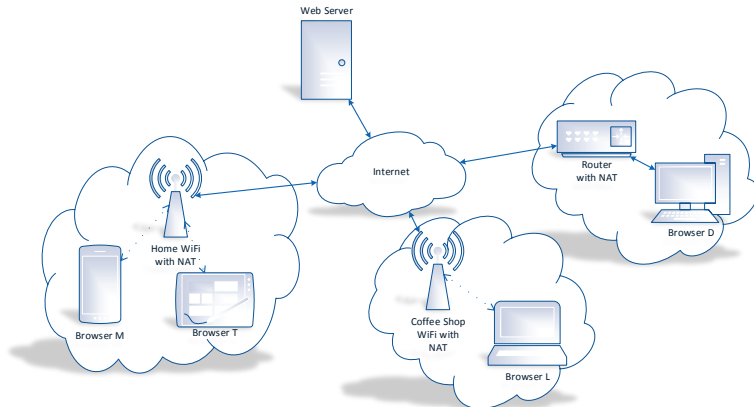 Web Server
Internet
Router
with NAT
Browser D
Home WiFi
with NAT
Browser M
Browser T
Coffee Shop
WiFi with
NAT
Browser L